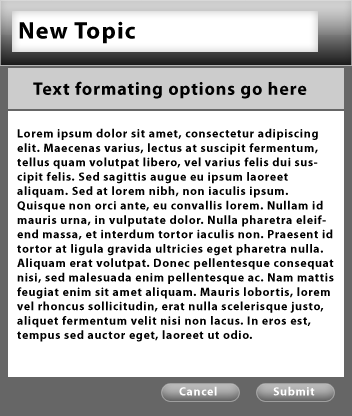 New Topic
Text formating options go here
Lorem ipsum dolor sit amet, consectetur adipiscing
elit. Maecenas varius, lectus at suscipit fermentum,
tellus quam volutpat libero, vel varius felis dui sus-
cipit felis. Sed sagittis augue eu ipsum laoreet
aliquam. Sed at lorem nibh, non iaculis ipsum.
Quisque non orci ante, eu convallis lorem. Nullam id
mauris urna, in vulputate dolor. Nulla pharetra eleif-
end massa, et interdum tortor iaculis non. Praesent id
tortor at ligula gravida ultricies eget pharetra nulla.
Aliquam erat volutpat. Donec pellentesque consequat
nisi, sed malesuada enim pellentesque ac. Nam mattis
feugiat enim sit amet aliquam. Mauris lobortis, lorem
vel rhoncus sollicitudin, erat nulla scelerisque justo,
aliquet fermentum velit nisi non lacus. In eros est,
tempus sed auctor eget, laoreet ut odio.
Cancel Submit